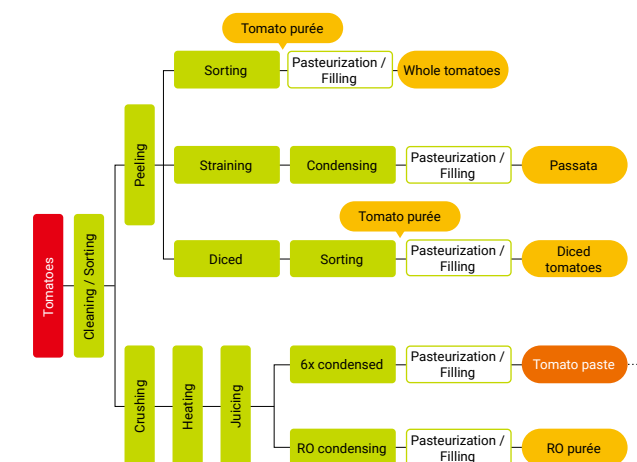 Tomato purée
Sorting
Pasteurization /
Filling
Whole tomatoes
Peeling
Straining
Condensing
Pasteurization /
Filling
Passata
Tomato purée
Tomatoes
Cleaning / Sorting
Diced
Sorting
Pasteurization /
Filling
Diced
tomatoes
Crushing
Heating
Juicing
6x condensed
Pasteurization /
Filling
Tomato paste
RO condensing
Pasteurization /
Filling
RO purée